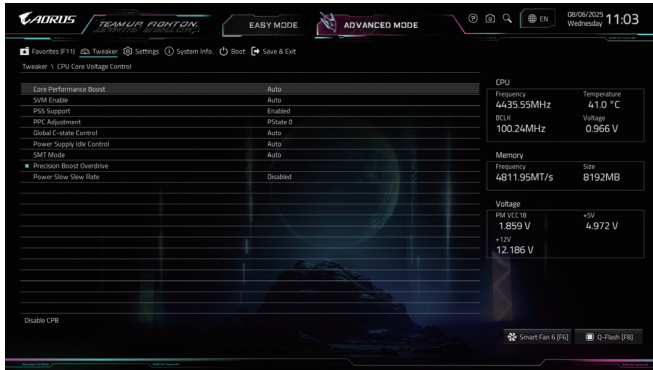 AORUS
TEAM UP. FIGHT ON.
EASY MODE
ADVANCED MODE
EN
08/06/2025
Wednesday
11:03
Favorites (F11)
Tweaker
Settings
System Info.
Boot
Save & Exit
Tweaker \ CPU Core Voltage Control
Core Performance Boost Auto
SVM Enable Auto
PSS Support Enabled
PPC Adjustment PState 0
Global C-state Control Auto
Power Supply Idle Control Auto
SMT Mode Auto
Precision Boost Overdrive
Power Slow Slew Rate Disabled
Disable CPB
CPU
Frequency Temperature
4435.55MHz 41.0 °C
BCLK Voltage
100.24MHz 0.966 V
Memory
Frequency Size
4811.95MT/s 8192MB
Voltage
PM VCC18 +5V
1.859 V 4.972 V
+12V
12.186 V
Smart Fan 6 [F6]
Q-Flash [F8]